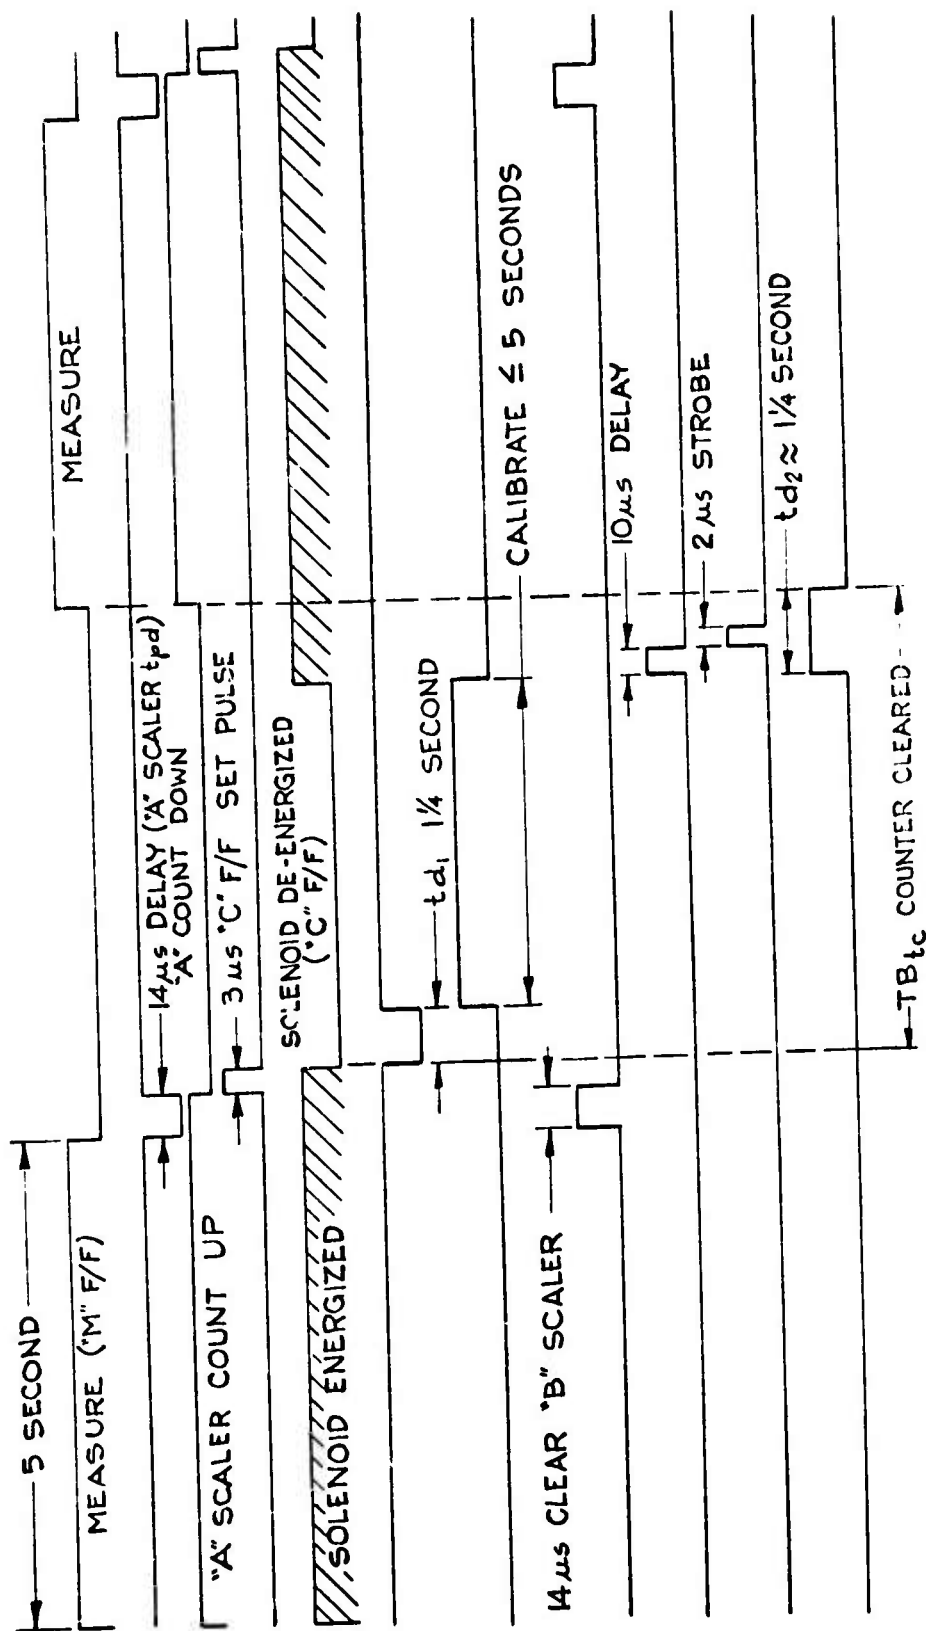 5 SECOND
MEASURE ("M" F/F)
MEASURE
14μs DELAY ("A" SCALER tpd)
"A" SCALER COUNT UP
"A" COUNT DOWN
3μs "C" F/F SET PULSE
SOLENOID ENERGIZED
SOLENOID DE-ENERGIZED
("C" F/F)
td₁ 1/4 SECOND
CALIBRATE ≤ 5 SECONDS
14μs CLEAR "B" SCALER
10μs DELAY
2μs STROBE
td₂ ≈ 1/4 SECOND
TBtc COUNTER CLEARED